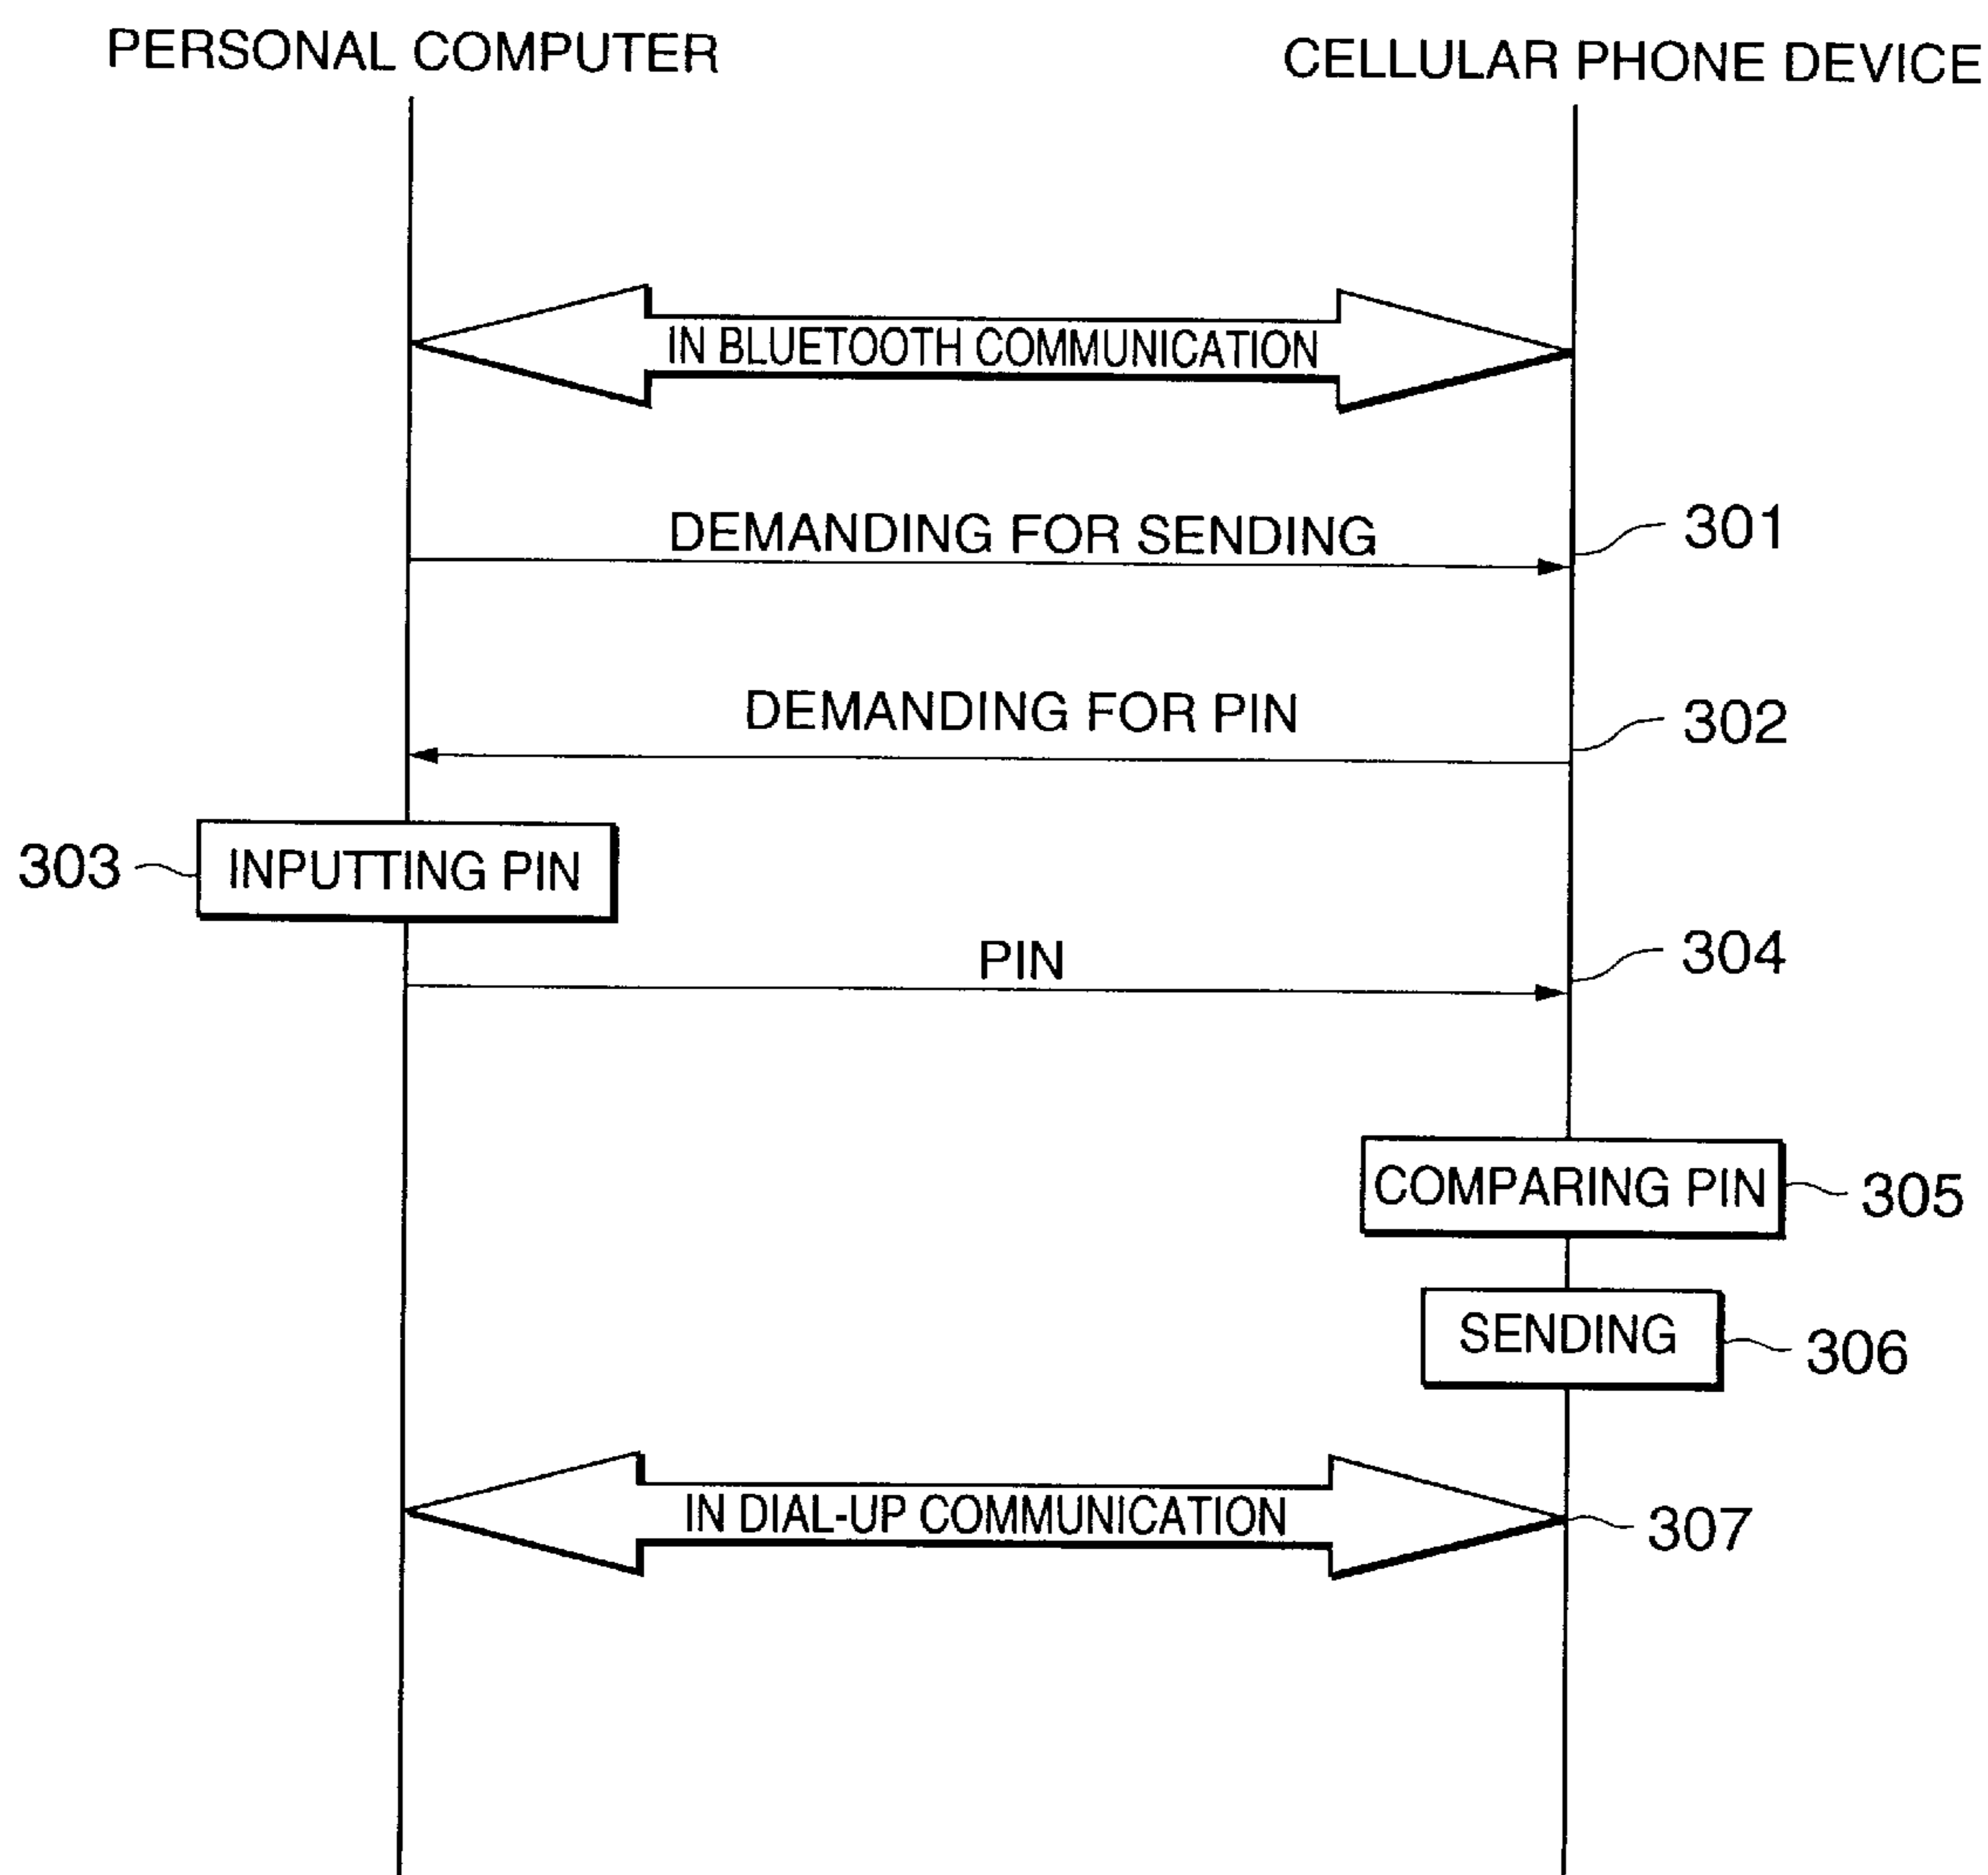 PERSONAL COMPUTER
CELLULAR PHONE DEVICE
IN BLUETOOTH COMMUNICATION
DEMANDING FOR SENDING
301
DEMANDING FOR PIN
302
303
INPUTTING PIN
PIN
304
COMPARING PIN
305
SENDING
306
IN DIAL-UP COMMUNICATION
307